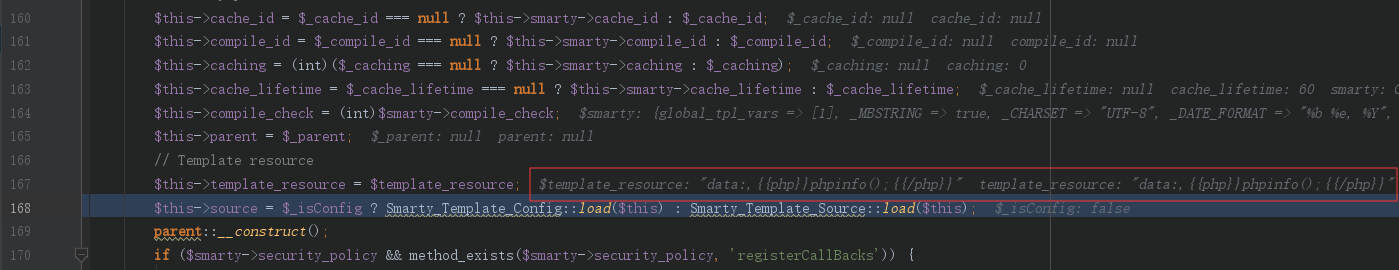 160 $this->cache_id = $_cache_id === null ? $this->smarty->cache_id : $_cache_id; $_cache_id: null cache_id: null
161 $this->compile_id = $_compile_id === null ? $this->smarty->compile_id : $_compile_id; $_compile_id: null compile_id: null
162 $this->caching = (int)($_caching === null ? $this->smarty->caching : $_caching); $_caching: null caching: 0
163 $this->cache_lifetime = $_cache_lifetime === null ? $this->smarty->cache_lifetime : $_cache_lifetime; $_cache_lifetime: null cache_lifetime: 60 smarty:
164 $this->compile_check = (int)$smarty->compile_check; $smarty: {global_tpl_vars => [1], _MBSTRING => true, _CHARSET => "UTF-8", _DATE_FORMAT => "%b %e, %Y",
165 $this->parent = $_parent; $_parent: null parent: null
166 // Template resource
167 $this->template_resource = $template_resource; $template_resource: "data:,{{php}}phpinfo();{{/php}}" template_resource: "data:,{{php}}phpinfo();{{/php}}"
168 $this->source = $_isConfig ? Smarty_Template_Config::load($this) : Smarty_Template_Source::load($this); $_isConfig: false
169 parent::__construct();
170 if ($smarty->security_policy && method_exists($smarty->security_policy, 'registerCallBacks')) {